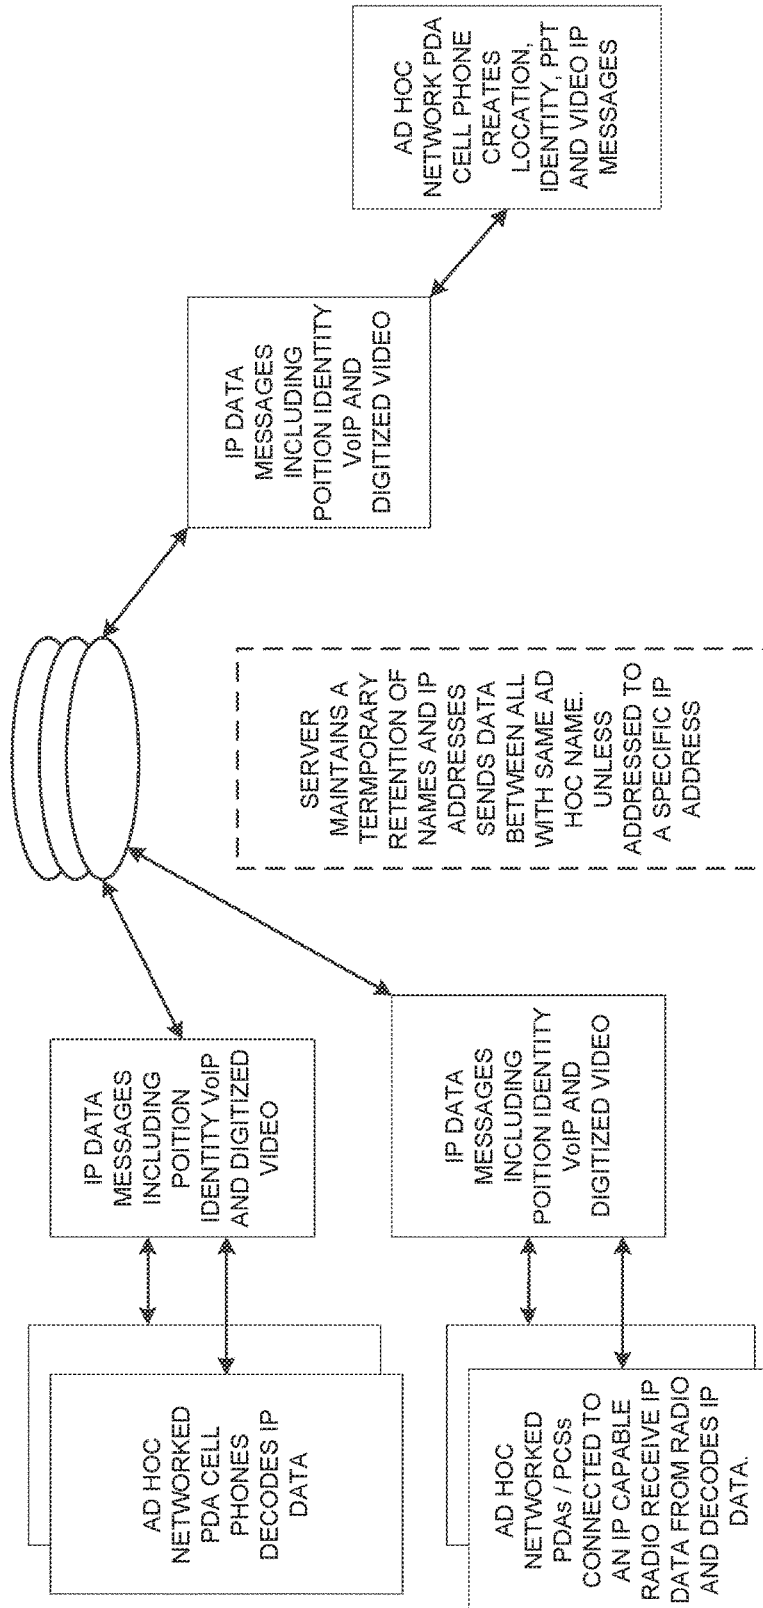 AD HOC
NETWORKED
PDA CELL
PHONES
DECODES IP
DATA
IP DATA
MESSAGES
INCLUDING
POITION
IDENTITY VoIP
AND DIGITIZED
VIDEO
AD HOC
NETWORKED
PDAs / PCSs
CONNECTED TO
AN IP CAPABLE
RADIO RECEIVE IP
DATA FROM RADIO
AND DECODES IP
DATA.
IP DATA
MESSAGES
INCLUDING
POITION IDENTITY
VoIP AND
DIGITIZED VIDEO
SERVER
MAINTAINS A
TERMPORARY
RETENTION OF
NAMES AND IP
ADDRESSES
SENDS DATA
BETWEEN ALL
WITH SAME AD
HOC NAME.
UNLESS
ADDRESSED TO
A SPECIFIC IP
ADDRESS
IP DATA
MESSAGES
INCLUDING
POITION IDENTITY
VoIP AND
DIGITIZED VIDEO
AD HOC
NETWORK PDA
CELL PHONE
CREATES
LOCATION,
IDENTITY, PPT
AND VIDEO IP
MESSAGES